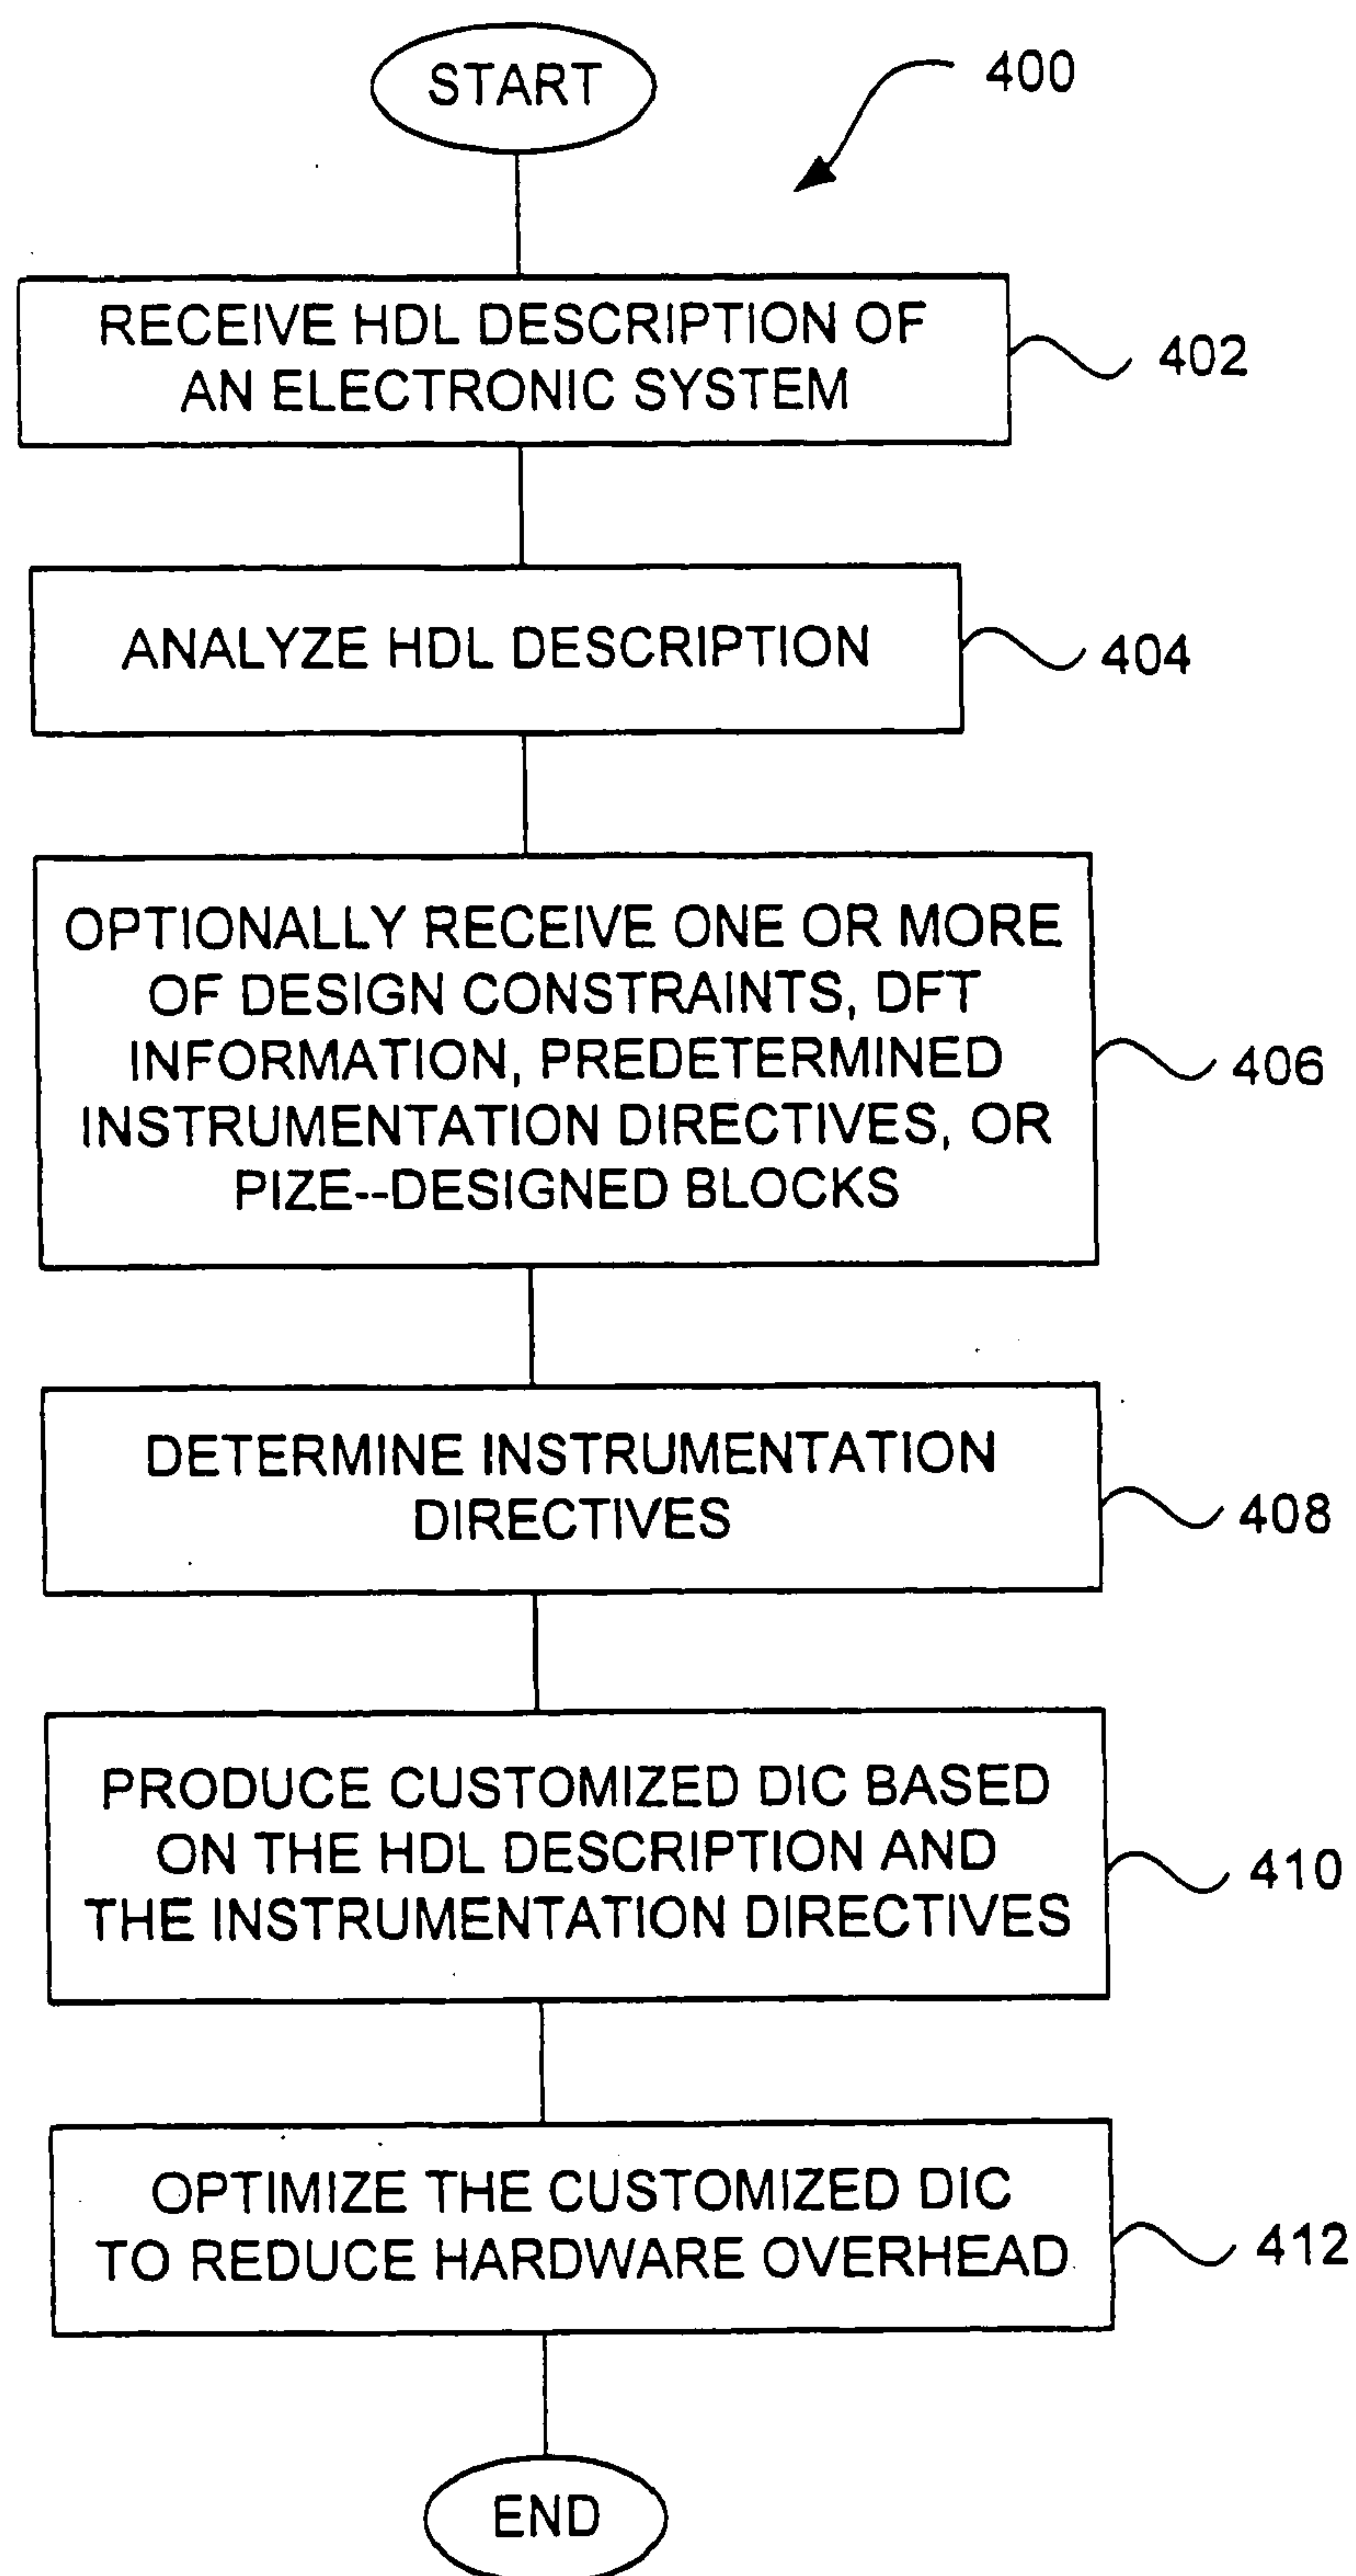 START
400
RECEIVE HDL DESCRIPTION OF
AN ELECTRONIC SYSTEM
402
ANALYZE HDL DESCRIPTION
404
OPTIONALLY RECEIVE ONE OR MORE
OF DESIGN CONSTRAINTS, DFT
INFORMATION, PREDETERMINED
INSTRUMENTATION DIRECTIVES, OR
PIZE--DESIGNED BLOCKS
406
DETERMINE INSTRUMENTATION
DIRECTIVES
408
PRODUCE CUSTOMIZED DIC BASED
ON THE HDL DESCRIPTION AND
THE INSTRUMENTATION DIRECTIVES
410
OPTIMIZE THE CUSTOMIZED DIC
TO REDUCE HARDWARE OVERHEAD
412
END